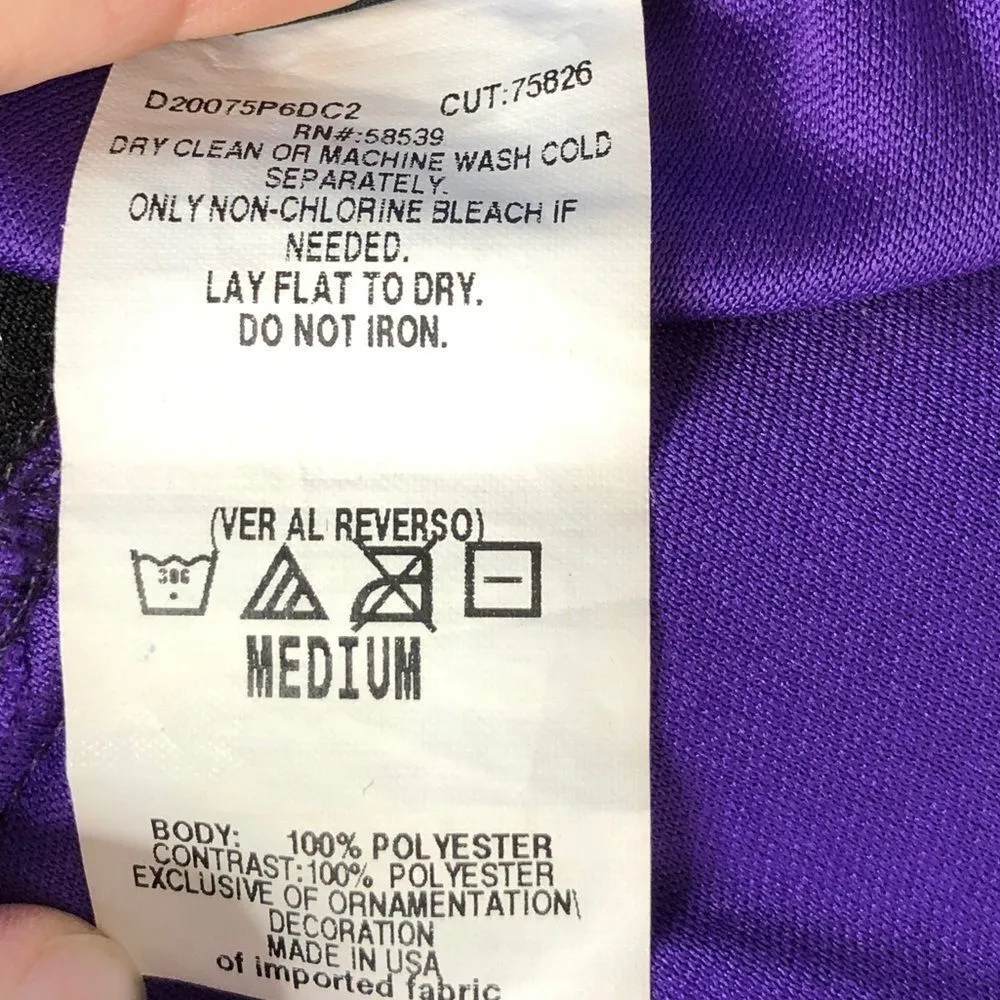 D20075P6DC2 CUT:75826
RN#:58539
DRY CLEAN OR MACHINE WASH COLD
SEPARATELY.
ONLY NON-CHLORINE BLEACH IF
NEEDED.
LAY FLAT TO DRY.
DO NOT IRON.
(VER AL REVERSO)
MEDIUM
BODY: 100% POLYESTER
CONTRAST:100% POLYESTER
EXCLUSIVE OF ORNAMENTATION\
DECORATION
MADE IN USA
of imported fabric